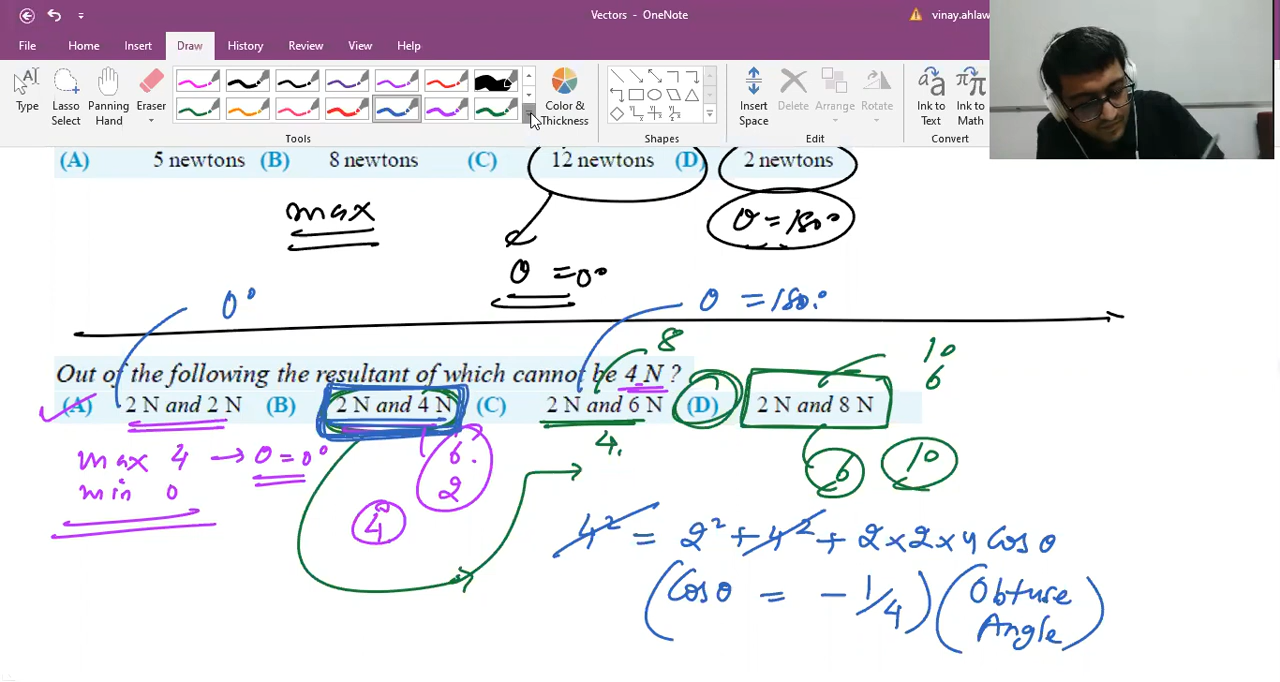 Vectors - OneNote
vinay.ahlaw
File Home Insert Draw History Review View Help
Type
Lasso Select
Panning Hand
Eraser
Color & Thickness
Insert Space
Delete
Arrange
Rotate
Ink to Text
Ink to Math
Tools
Shapes
Edit
Convert
(A) 5 newtons (B) 8 newtons (C) 12 newtons (D) 2 newtons
max
θ = 180°
θ = 0°
0°
θ = 180°
8
10
6
Out of the following the resultant of which cannot be 4 N ?
(A) 2 N and 2 N (B) 2 N and 4 N (C) 2 N and 6 N (D) 2 N and 8 N
max 4 → θ = 0°
min 0
6.
2
4
4.
6
10
4² = 2² + 4² + 2×2×4 Cosθ
(Cosθ = - 1/4) (Obtuse
Angle)